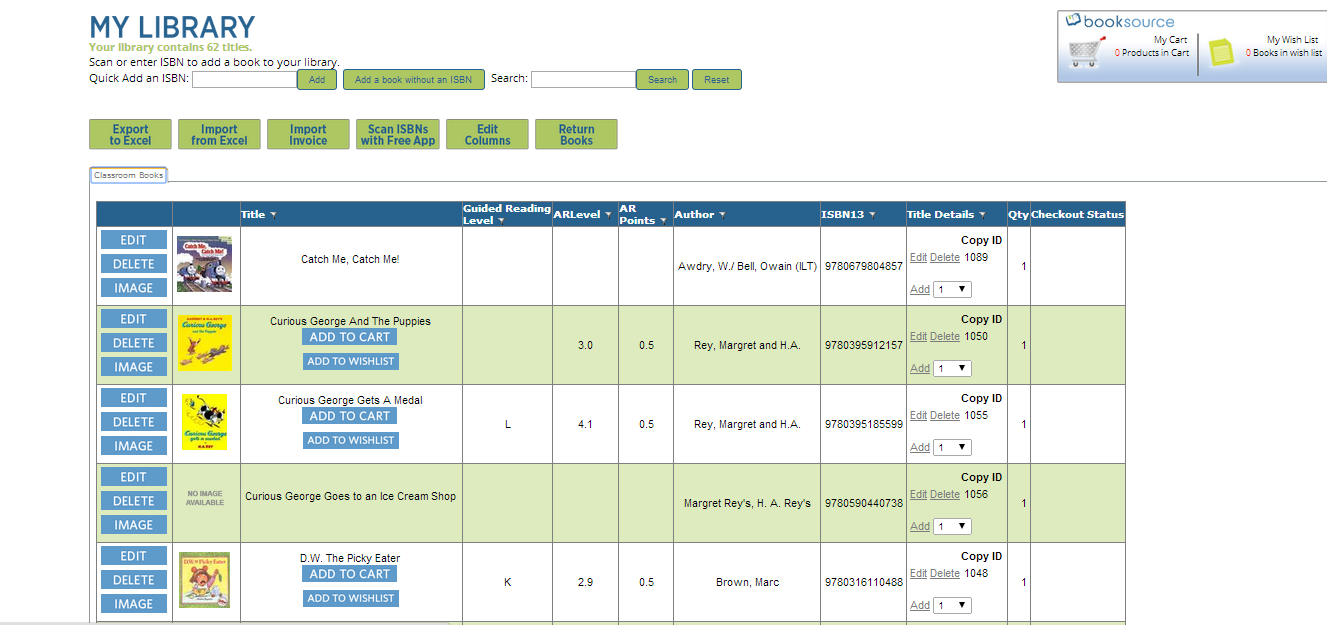 MY LIBRARY
Your library contains 62 titles.
Scan or enter ISBN to add a book to your library.
Quick Add an ISBN: Add Add a book without an ISBN Search: Search Reset
booksource
My Cart
0 Products in Cart
My Wish List
0 Books in wish list
Export to Excel
Import from Excel
Import Invoice
Scan ISBNs with Free App
Edit Columns
Return Books
Classroom Books
Title Guided Reading Level ARLevel AR Points Author ISBN13 Title Details Qty Checkout Status
EDIT
DELETE
IMAGE
Catch Me, Catch Me!
Catch Me, Catch Me!
Awdry, W./ Bell, Owain (ILT) 9780679804857
Copy ID
Edit Delete 1089
Add 1
1
EDIT
DELETE
IMAGE
Curious George
Curious George And The Puppies
ADD TO CART
ADD TO WISHLIST
3.0 0.5 Rey, Margret and H.A. 9780395912157
Copy ID
Edit Delete 1050
Add 1
1
EDIT
DELETE
IMAGE
Curious George
gets a medal
Curious George Gets A Medal
ADD TO CART
ADD TO WISHLIST
L 4.1 0.5 Rey, Margret and H.A. 9780395185599
Copy ID
Edit Delete 1055
Add 1
1
EDIT
DELETE
IMAGE
NO IMAGE
AVAILABLE
Curious George Goes to an Ice Cream Shop
Margret Rey's, H. A. Rey's 9780590440738
Copy ID
Edit Delete 1056
Add 1
1
EDIT
DELETE
IMAGE
D.W. the Picky Eater
D.W. The Picky Eater
ADD TO CART
ADD TO WISHLIST
K 2.9 0.5 Brown, Marc 9780316110488
Copy ID
Edit Delete 1048
Add 1
1